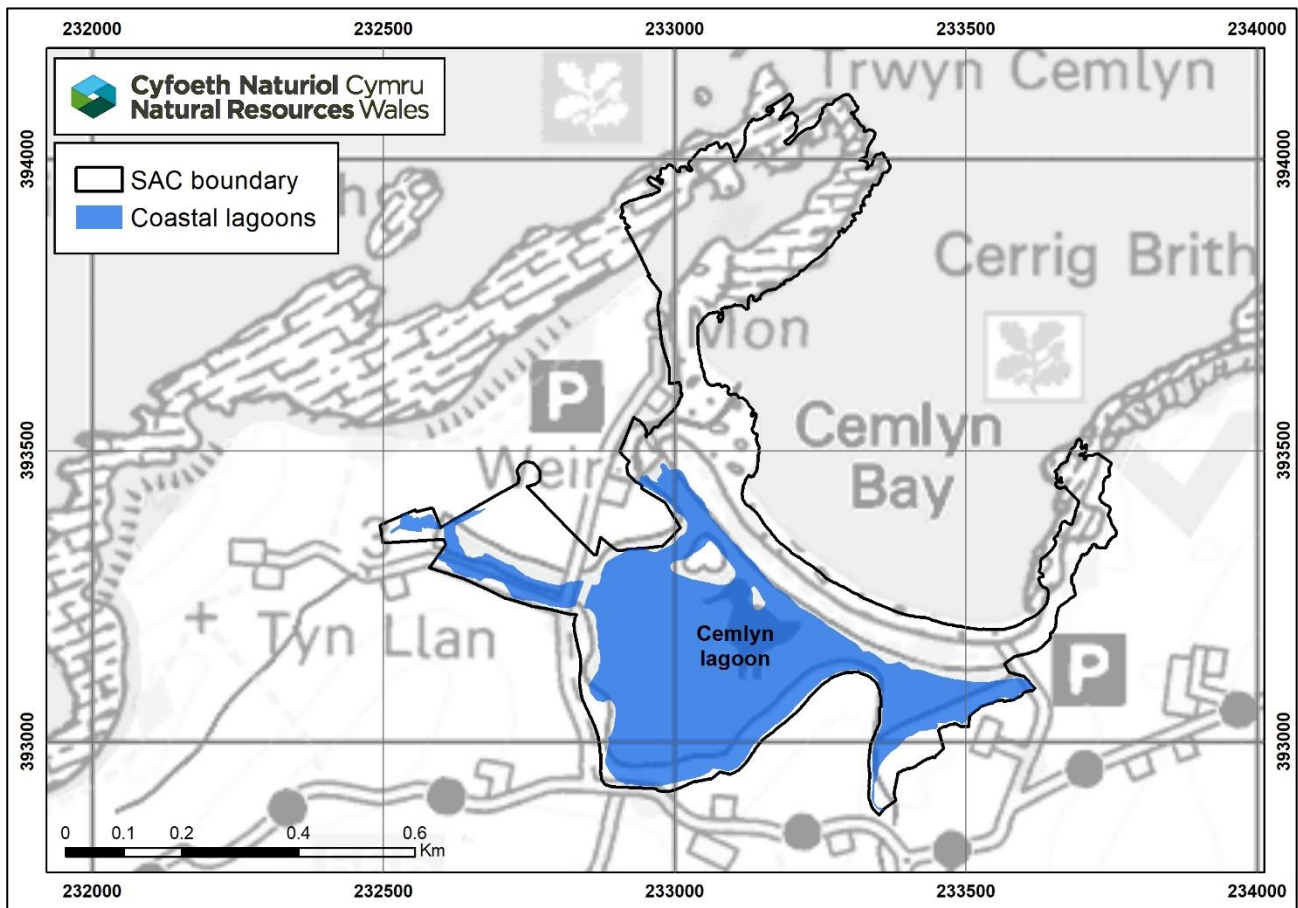 232000 232500 233000 233500 234000
Cyfoeth Naturiol Cymru
Natural Resources Wales
SAC boundary
Coastal lagoons
Trwyn Cemlyn
394000 394000
Cerrig Brith
Mon
P
Cemlyn
Bay
393500 393500
Weir
Tyn Llan
Cemlyn
lagoon
P
393000 393000
0 0.1 0.2 0.4 0.6
Km
232000 232500 233000 233500 234000